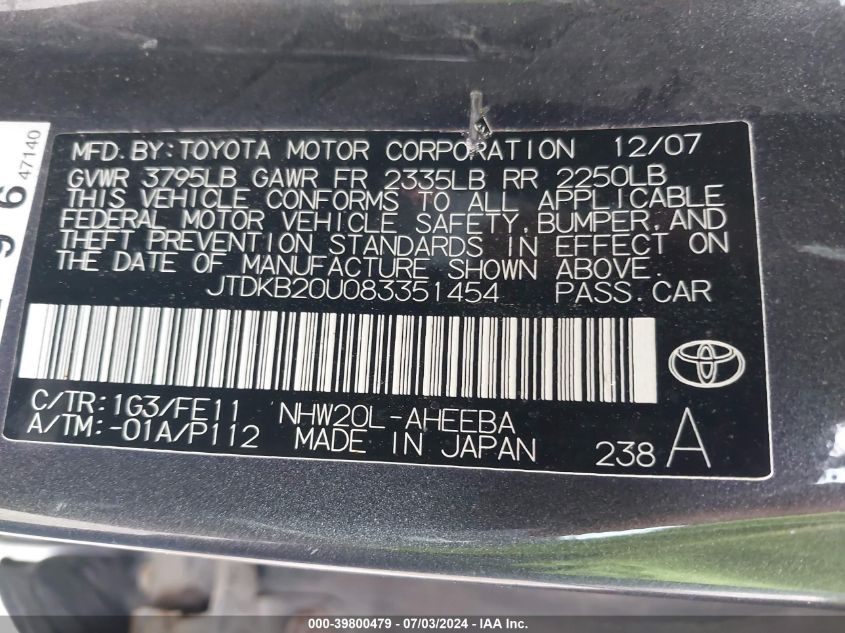 MFD.BY:TOYOTA MOTOR CORPORATION 12/07
GVWR 3795LB GAWR FR 2335LB RR 2250LB
THIS VEHICLE CONFORMS TO ALL APPLICABLE
FEDERAL MOTOR VEHICLE SAFETY, BUMPER, AND
THEFT PREVENTION STANDARDS IN EFFECT ON
THE DATE OF MANUFACTURE SHOWN ABOVE.
JTDKB20U083351454 PASS.CAR
C/TR:1G3/FE11 NHW20L-AHEEBA
A/TM:-01A/P112 MADE IN JAPAN 238 A
47140
96
000-39800479 - 07/03/2024 - IAA Inc.